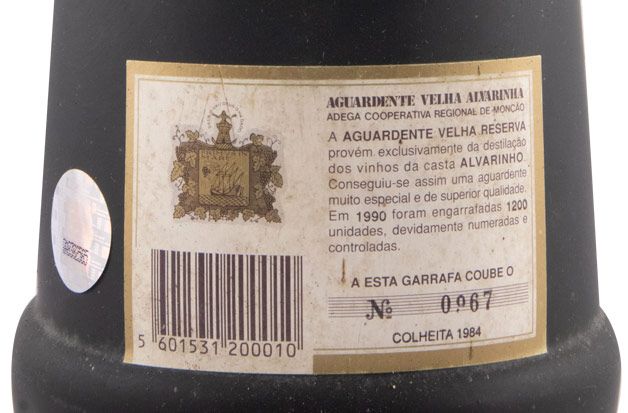 AGUARDENTE VELHA ALVARINHA
ADEGA COOPERATIVA REGIONAL DE MONÇÃO
A AGUARDENTE VELHA RESERVA
provém exclusivamente da destilação
dos vinhos da casta ALVARINHO.
Conseguiu-se assim uma aguardente
muito especial e de superior qualidade.
Em 1990 foram engarrafadas 1200
unidades, devidamente numeradas e
controladas.
A ESTA GARRAFA COUBE O
№ 0967
COLHEITA 1984
5 601531 200010